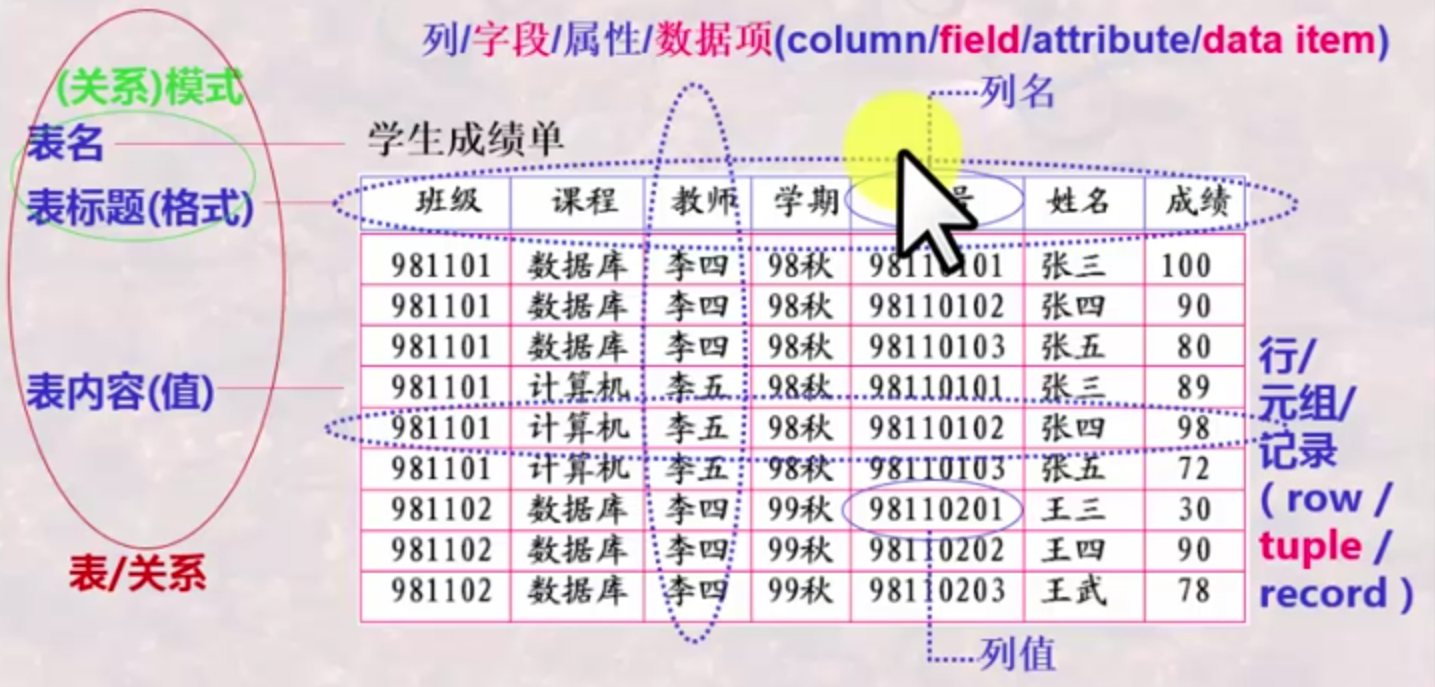 列/字段/属性/数据项(column/field/attribute/data item)
(关系)模式
列名
表名
学生成绩单
表标题(格式)
班级 课程 教师 学期 号 姓名 成绩
981101 数据库 李四 98秋 98110101 张三 100
981101 数据库 李四 98秋 98110102 张四 90
981101 数据库 李四 98秋 98110103 张五 80
表内容(值)
981101 计算机 李五 98秋 98110101 张三 89
981101 计算机 李五 98秋 98110102 张四 98
981101 计算机 李五 98秋 98110103 张五 72
981102 数据库 李四 99秋 98110201 王三 30
981102 数据库 李四 99秋 98110202 王四 90
981102 数据库 李四 99秋 98110203 王武 78
行/
元组/
记录
( row /
tuple /
record )
表/关系
列值